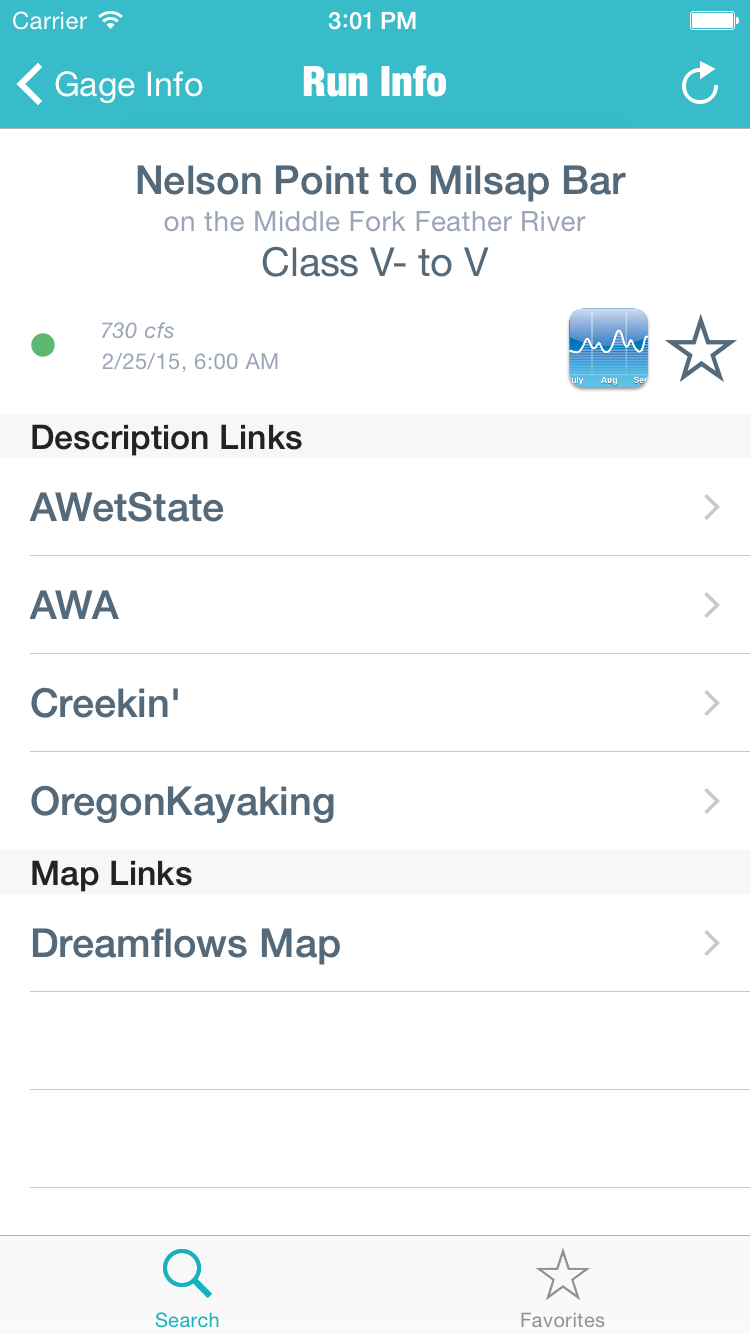 Carrier 3:01 PM
Gage Info Run Info
Nelson Point to Milsap Bar
on the Middle Fork Feather River
Class V- to V
730 cfs
2/25/15, 6:00 AM
uly Aug Sep
Description Links
AWetState
AWA
Creekin'
OregonKayaking
Map Links
Dreamflows Map
Search Favorites